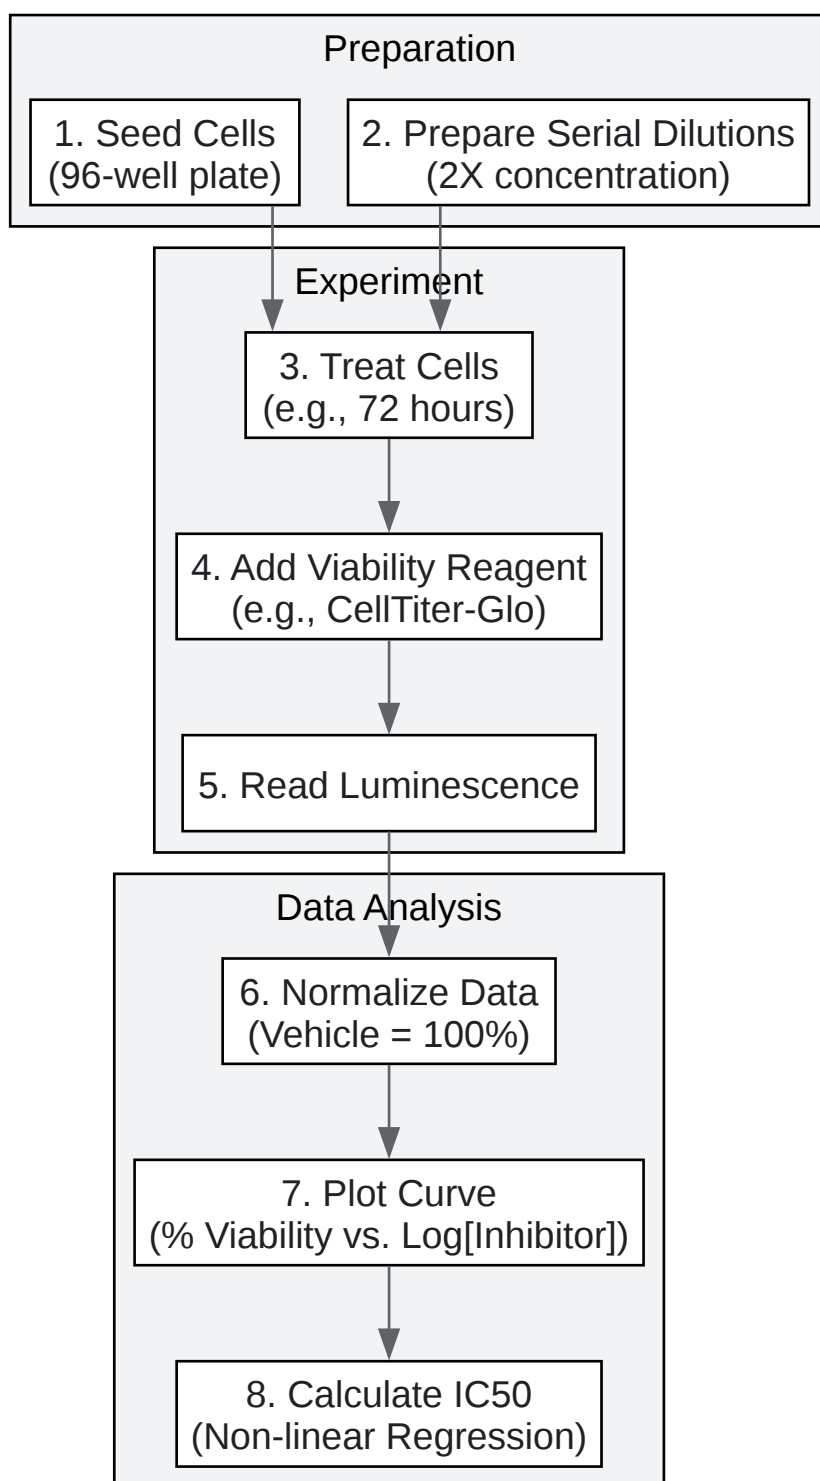 Preparation
1. Seed Cells
(96-well plate)
2. Prepare Serial Dilutions
(2X concentration)
Experiment
3. Treat Cells
(e.g., 72 hours)
4. Add Viability Reagent
(e.g., CellTiter-Glo)
5. Read Luminescence
Data Analysis
6. Normalize Data
(Vehicle = 100%)
7. Plot Curve
(% Viability vs. Log[Inhibitor])
8. Calculate IC50
(Non-linear Regression)